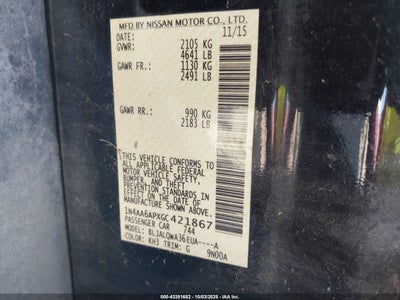 MFD BY NISSAN MOTOR CO., LTD.
DATE: 11/15
GVWR: 2105 KG
4641 LB
GAWR FR.: 1130 KG
2491 LB
GAWR RR.: 990 KG
2183 LB
THIS VEHICLE CONFORMS TO ALL
APPLICABLE FEDERAL
MOTOR VEHICLE SAFETY,
BUMPER, AND THEFT
PREVENTION STANDARDS IN
EFFECT ON THE DATE OF
MANUFACTURE SHOWN ABOVE.
1N4AA6APXGC421867
PASSENGER CAR 744
MODEL: BLJALQWA36EUA----A
COLOR: KH3 TRIM: G 9N00A
000-43381682 - 10/03/2025 - IAAI.COM